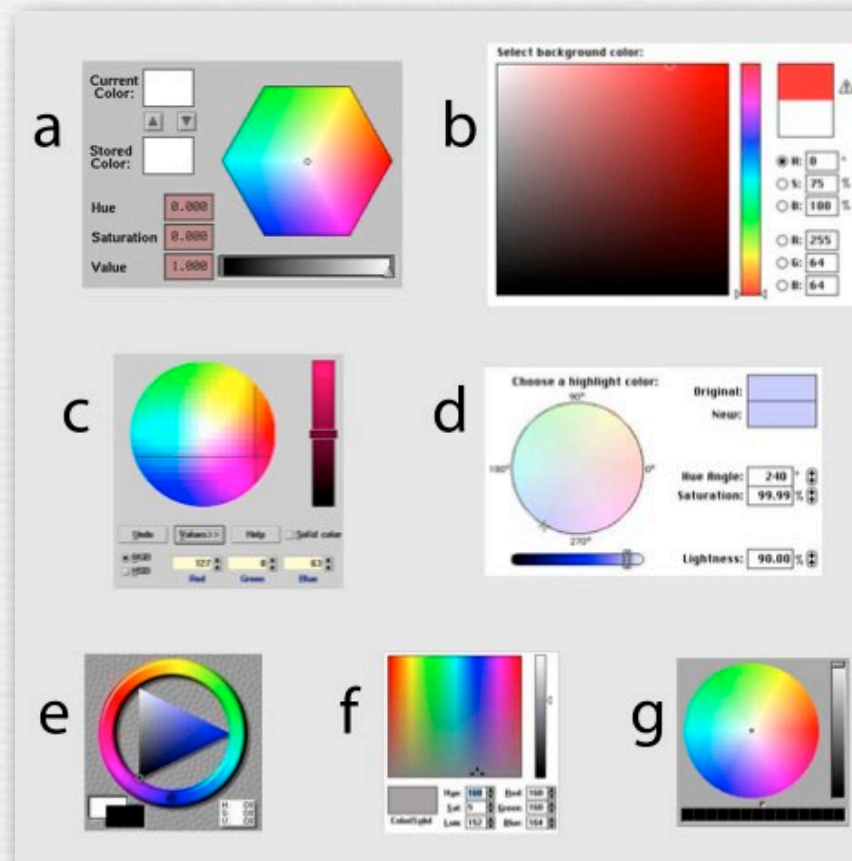 a
Current
Color:
Stored
Color:
Hue 0.000
Saturation 0.000
Value 1.000
b
Select background color:
H: 0 °
S: 75 %
B: 100 %
R: 255
G: 64
B: 64
c
Undo Values>> Help Solid color
RGB
HSB
127 0 63
Red Green Blue
d
Choose a highlight color:
90°
180°
0°
270°
Original:
New:
Hue Angle: 240 °
Saturation: 99.99 %
Lightness: 90.00 %
e
H
S
V
f
Hue: 160 Red: 160
Sat: 5 Green: 160
Lum: 152 Blue: 164
Color|Solid
g